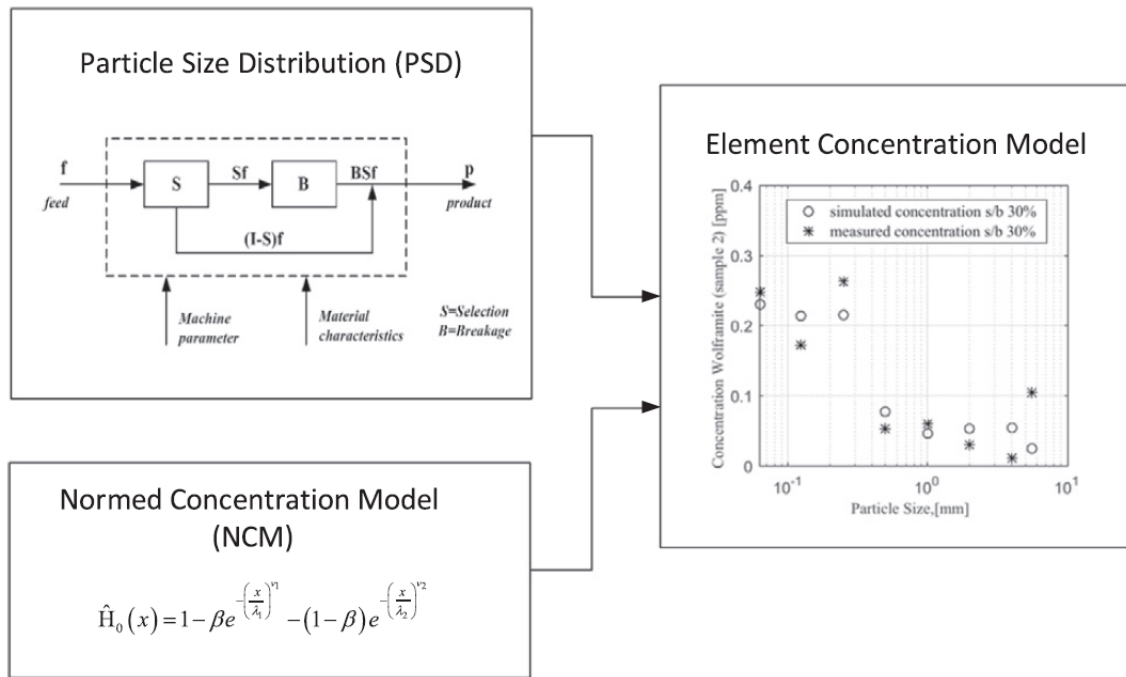 Particle Size Distribution (PSD)
f
feed
S
Sf
B
BSf
p
product
(I-S)f
Machine
parameter
Material
characteristics
S=Selection
B=Breakage
Normed Concentration Model
(NCM)
Ĥ₀(x) = 1 − βe^{−(x/λ₁)^{ν₁}} − (1 − β)e^{−(x/λ₂)^{ν₂}}
Element Concentration Model
Concentration Wolframite (sample 2) [ppm]
0.4
0.3
0.2
0.1
0
simulated concentration s/b 30%
measured concentration s/b 30%
10⁻¹ 10⁰ 10¹
Particle Size,[mm]